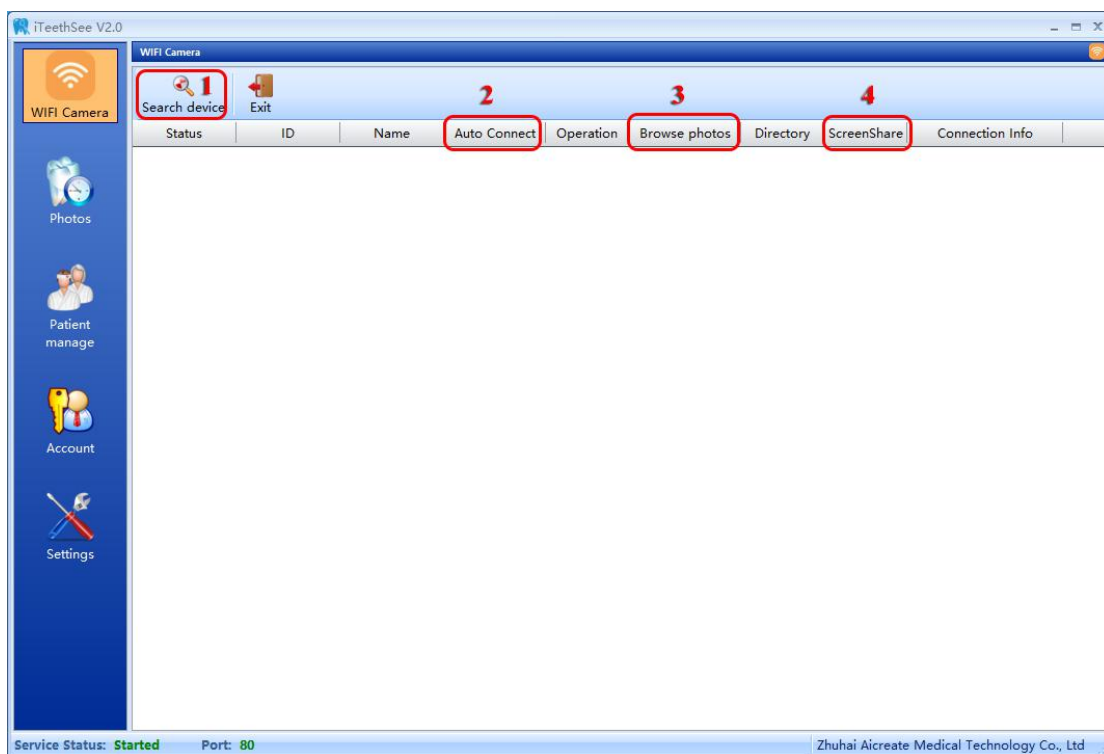 iTeethSee V2.0
WIFI Camera
WIFI Camera
1
2
3
4
Search device
Exit
Status ID Name Auto Connect Operation Browse photos Directory ScreenShare Connection Info
Photos
Patient
manage
Account
Settings
Service Status: Started Port: 80 Zhuhai Aicreate Medical Technology Co., Ltd